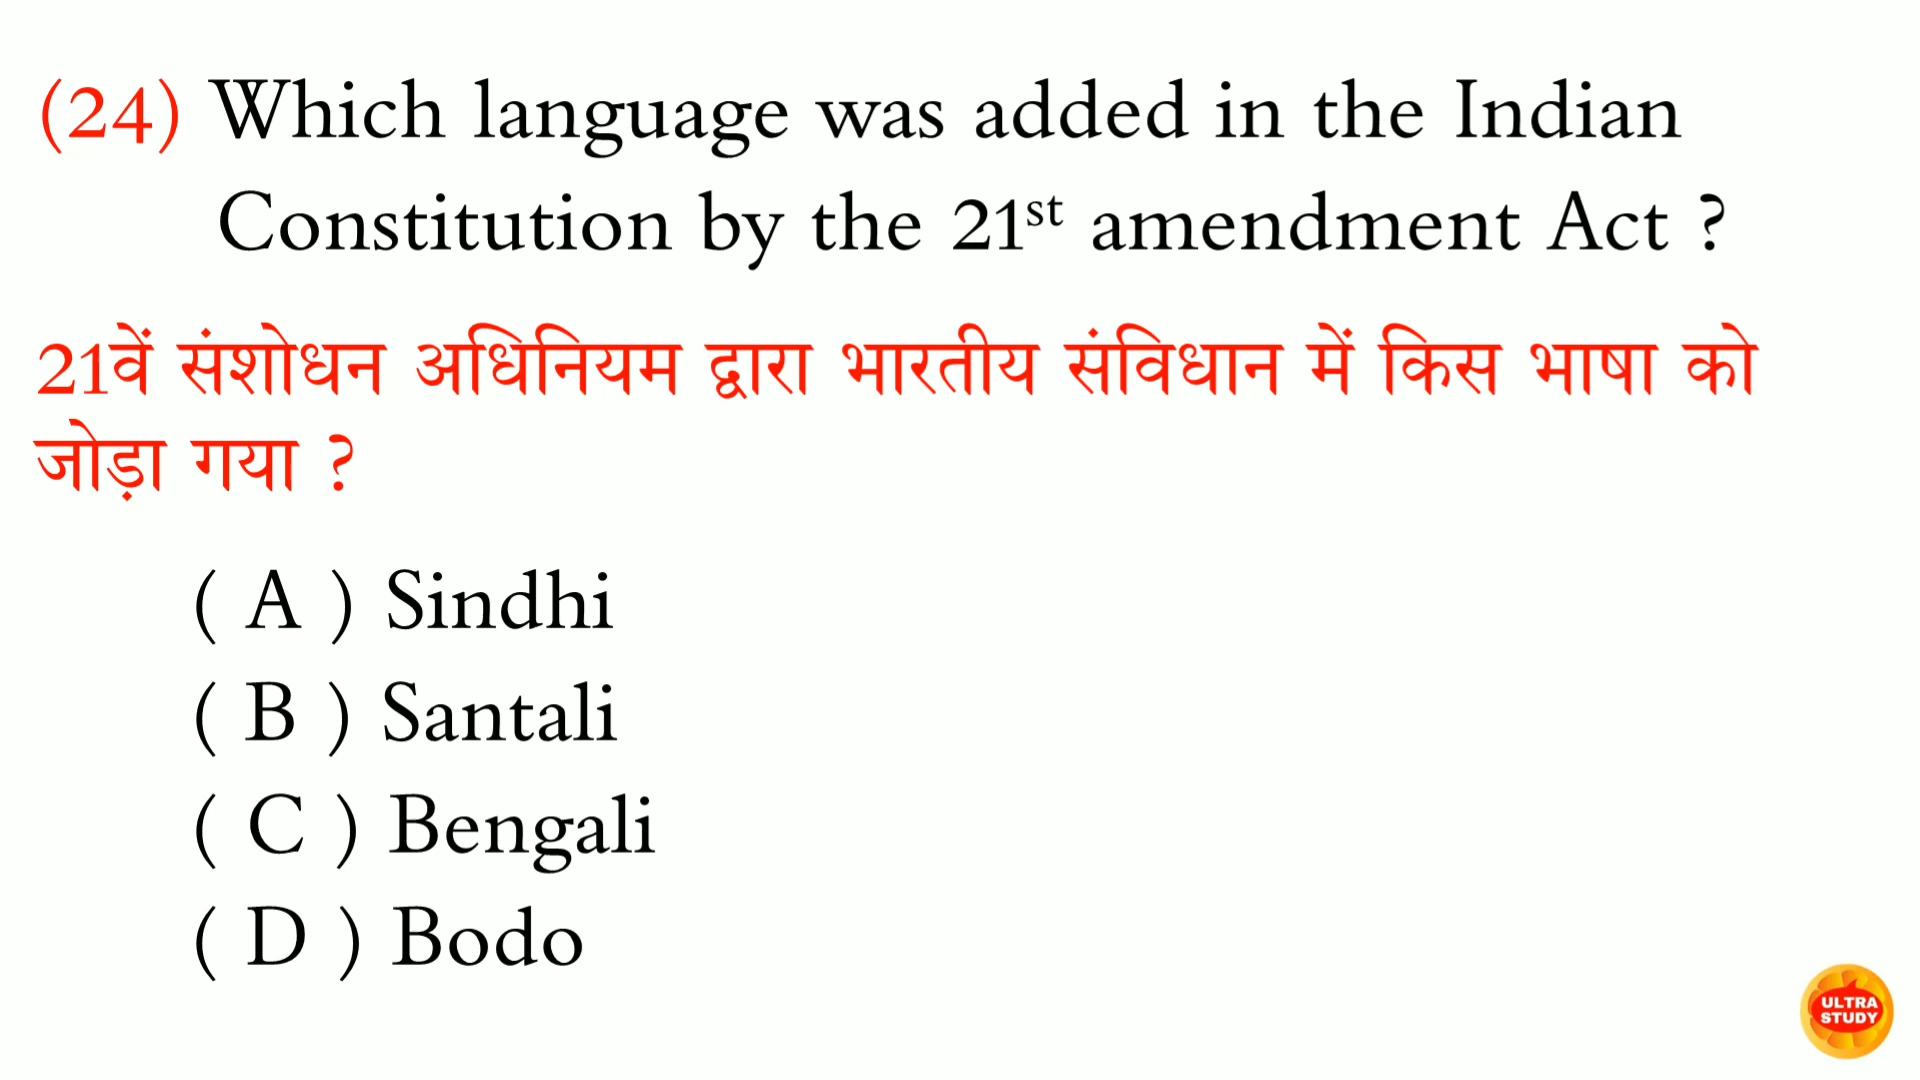 (24) Which language was added in the Indian
Constitution by the 21st amendment Act ?
21वें संशोधन अधिनियम द्वारा भारतीय संविधान में किस भाषा को
जोड़ा गया ?
( A ) Sindhi
( B ) Santali
( C ) Bengali
( D ) Bodo
ULTRA
STUDY